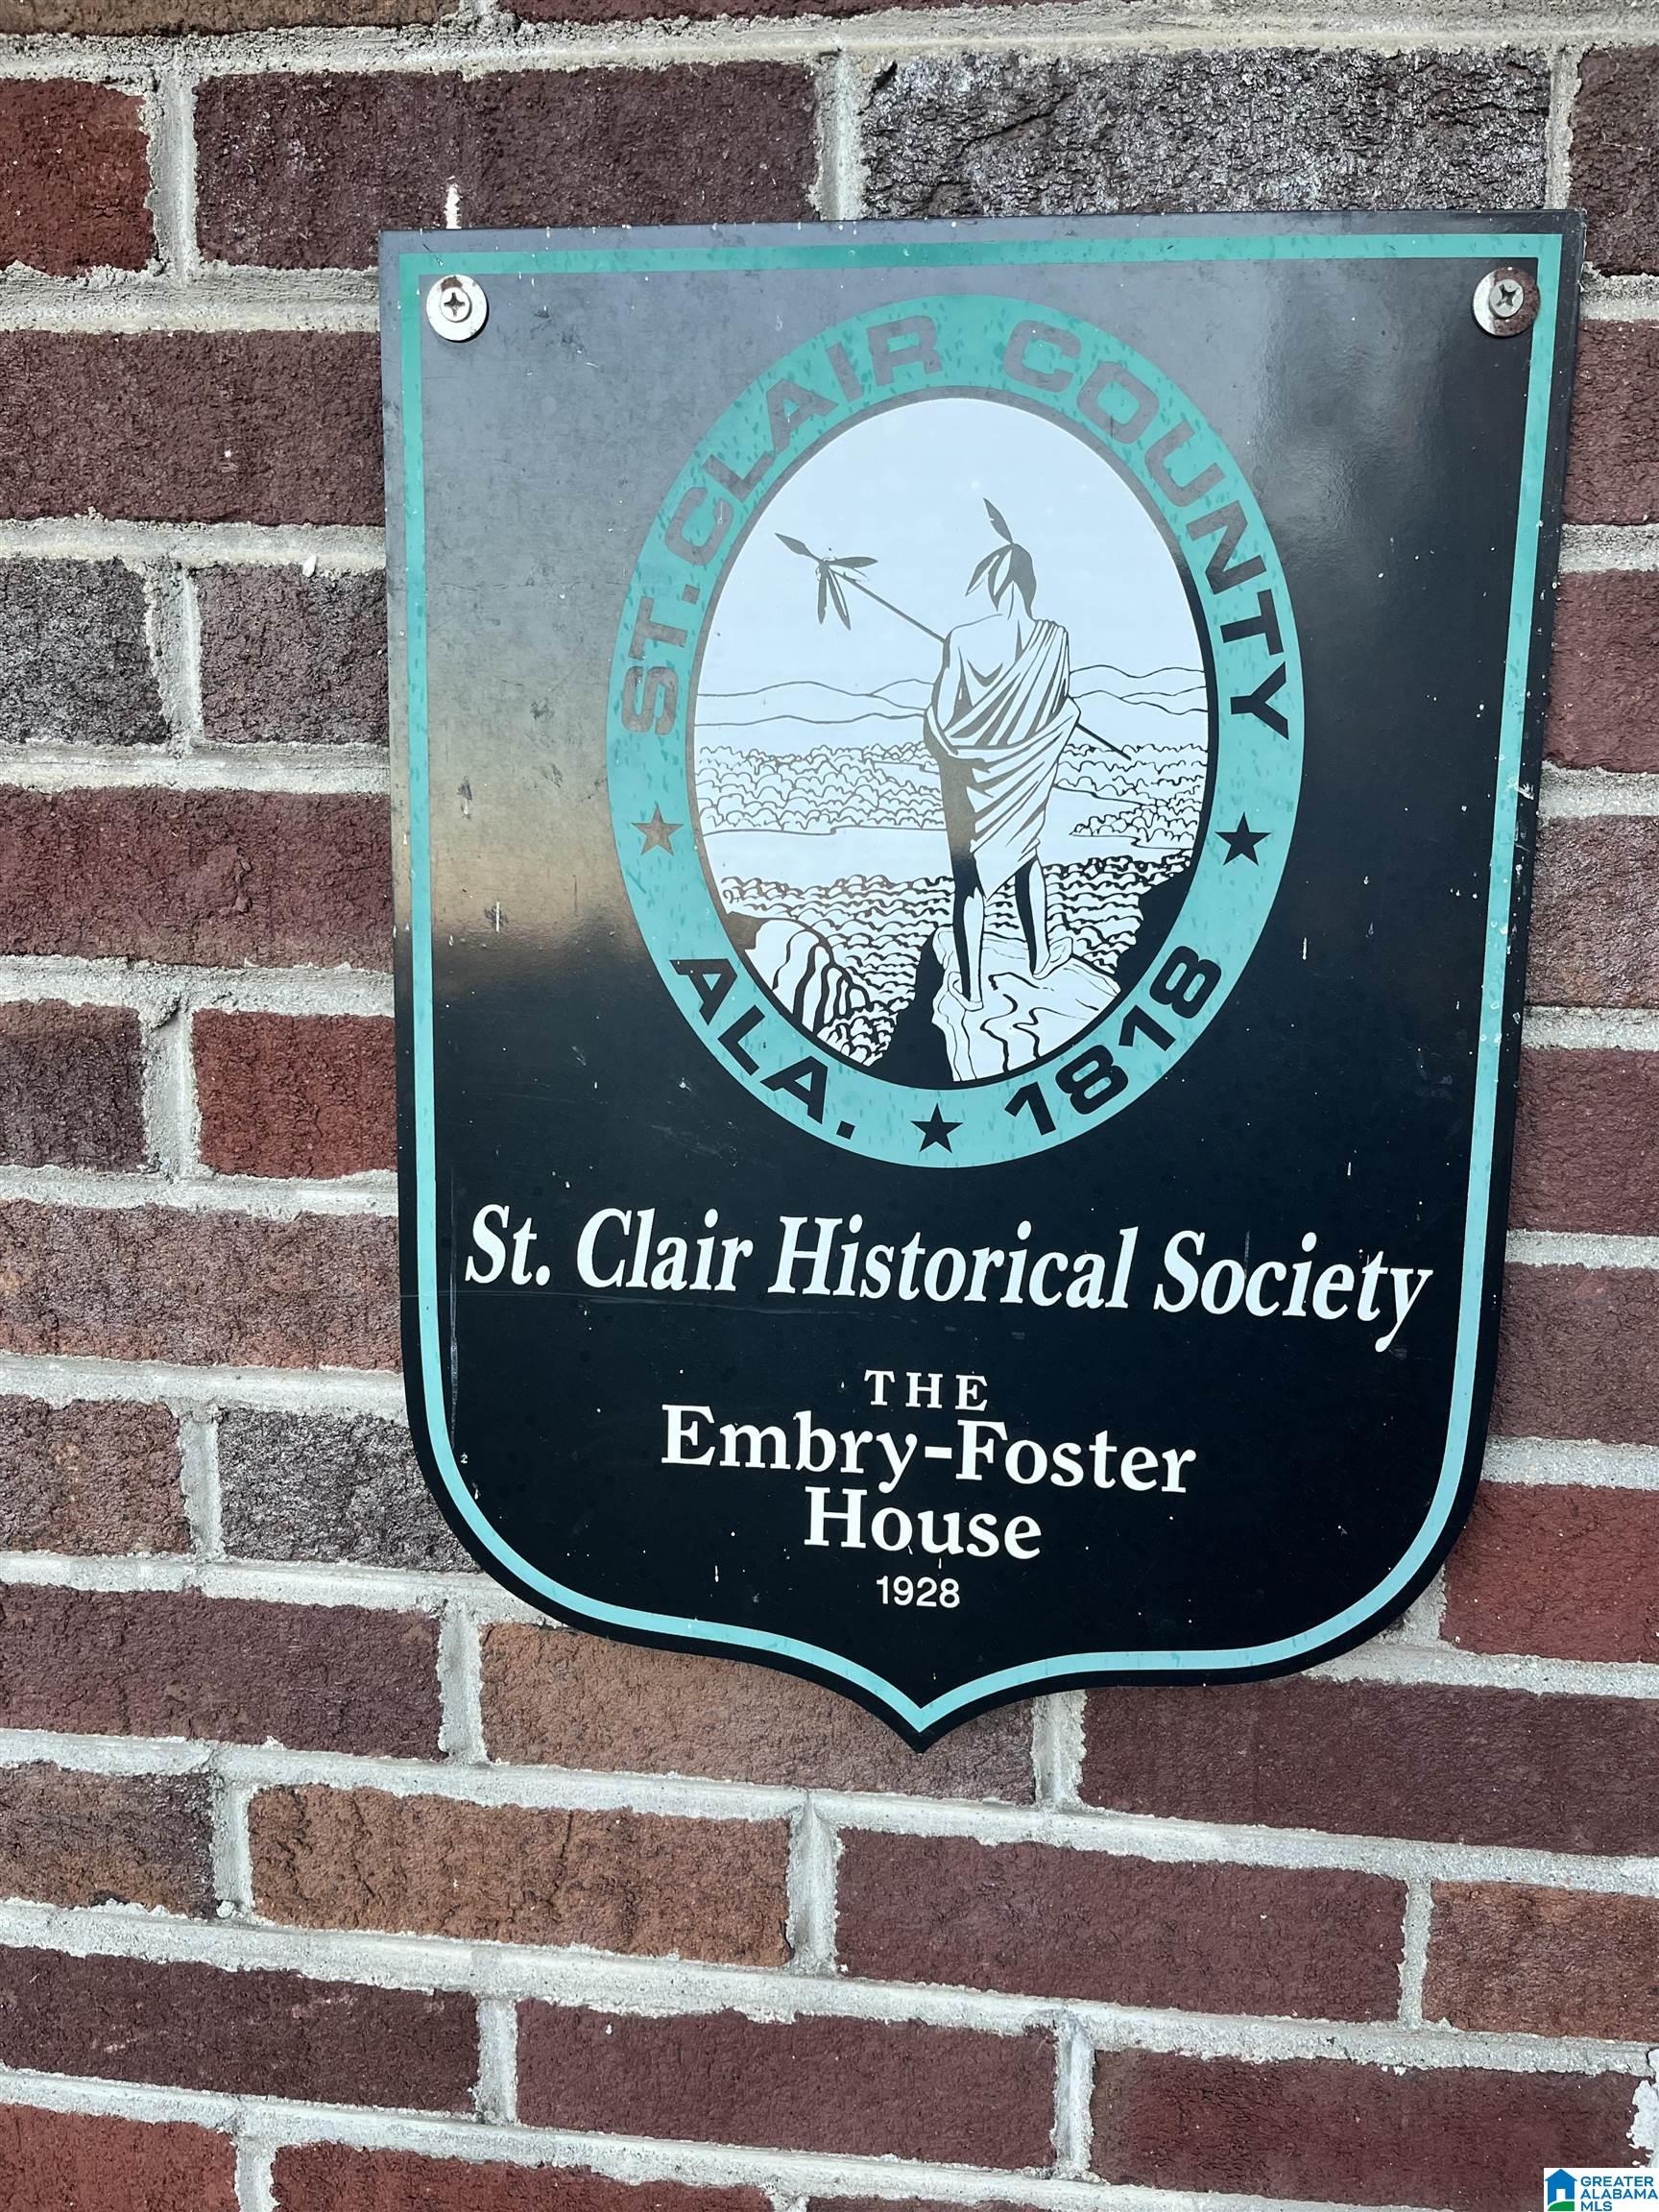 ST. CLAIR COUNTY
ALA. ★ 1818
St. Clair Historical Society
THE
Embry-Foster
House
1928
GREATER
ALABAMA
MLS